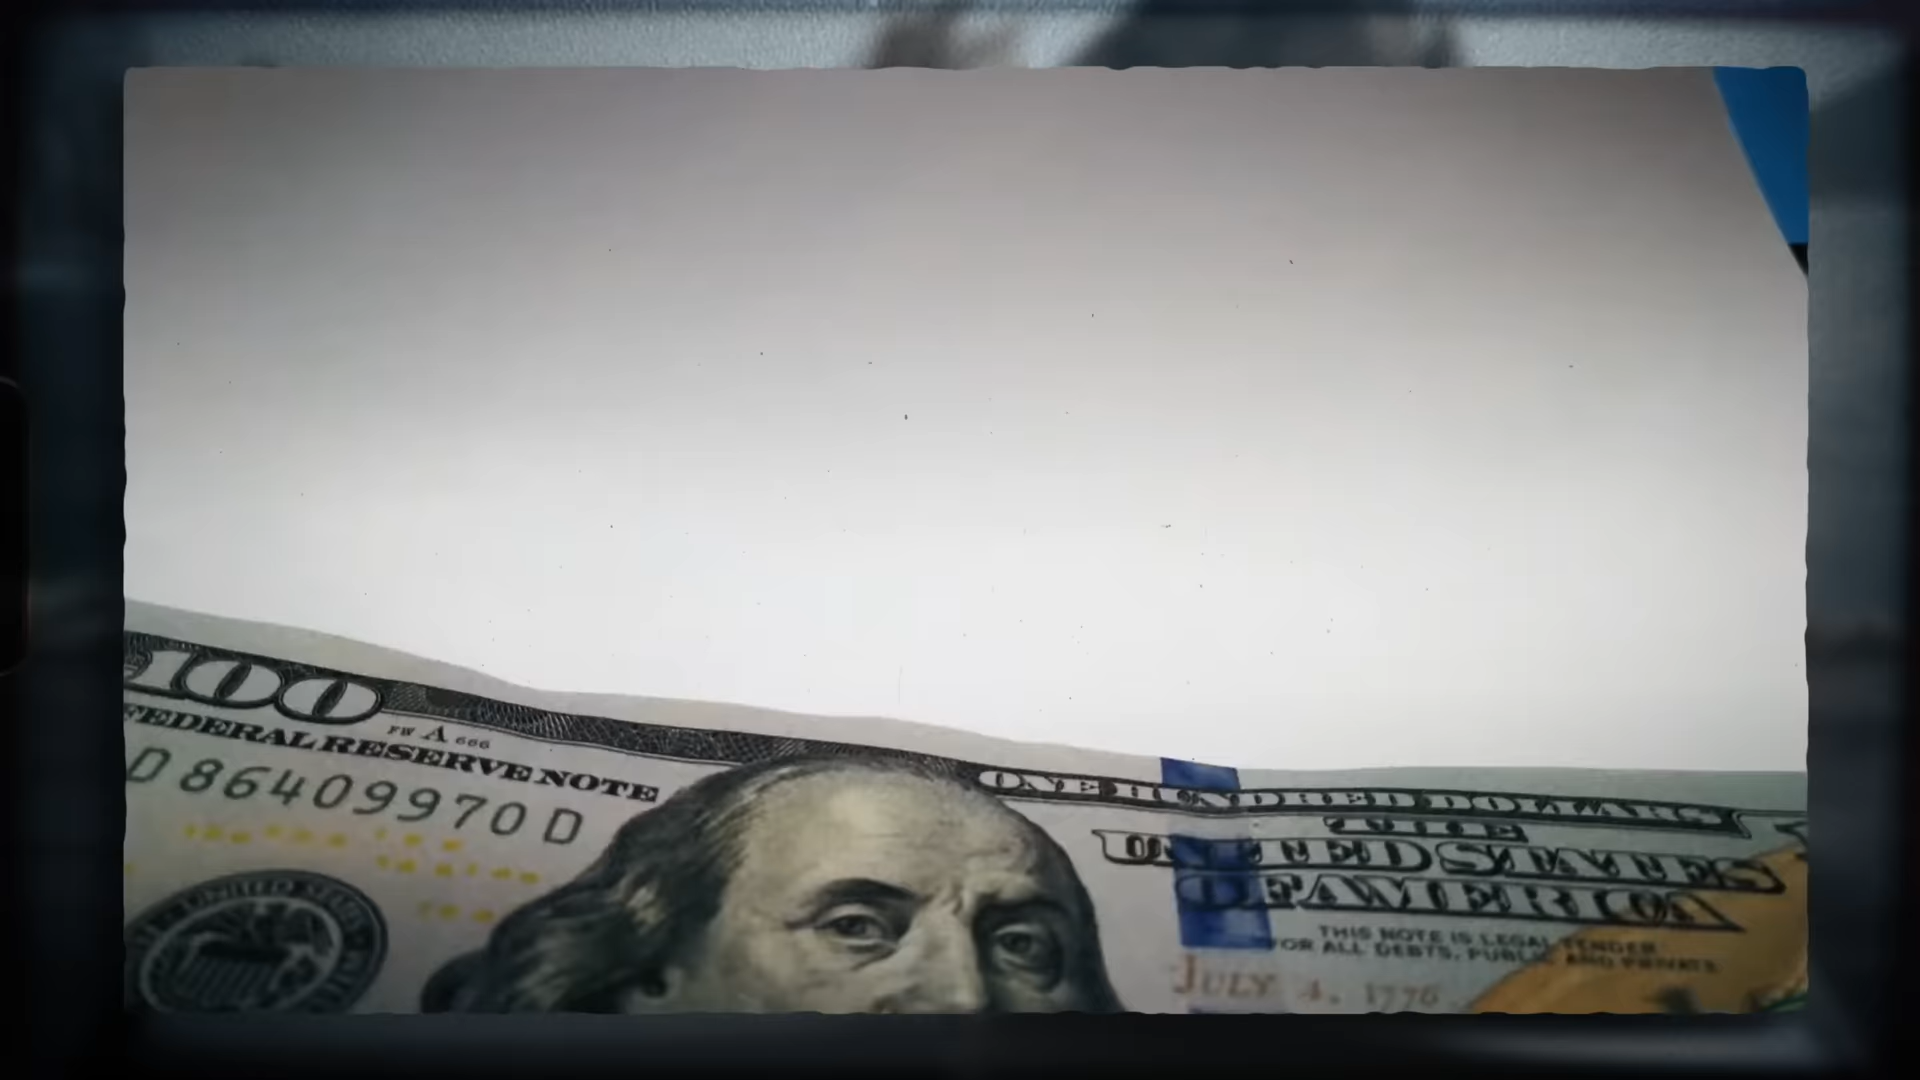 100
FW A 666
FEDERAL RESERVE NOTE
D 86409970 D
ONE HUNDRED DOLLARS
THE
UNITED STATES
OF AMERICA
THIS NOTE IS LEGAL TENDER
FOR ALL DEBTS, PUBLIC AND PRIVATE
JULY 4, 1776